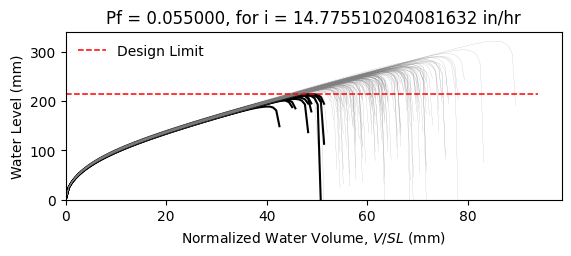 Pf = 0.055000, for i = 14.775510204081632 in/hr
Design Limit
Water Level (mm)
300
200
100
0
0 20 40 60 80
Normalized Water Volume, V/SL (mm)